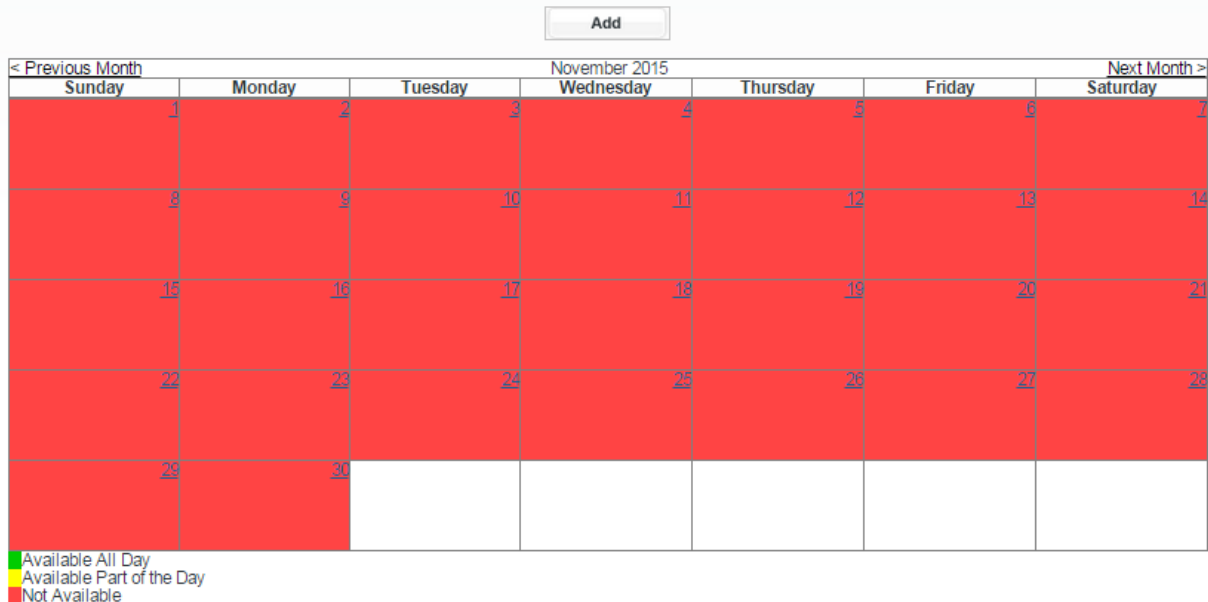 Add
< Previous Month November 2015 Next Month >
Sunday Monday Tuesday Wednesday Thursday Friday Saturday
1 2 3 4 5 6 7
8 9 10 11 12 13 14
15 16 17 18 19 20 21
22 23 24 25 26 27 28
29 30
Available All Day
Available Part of the Day
Not Available